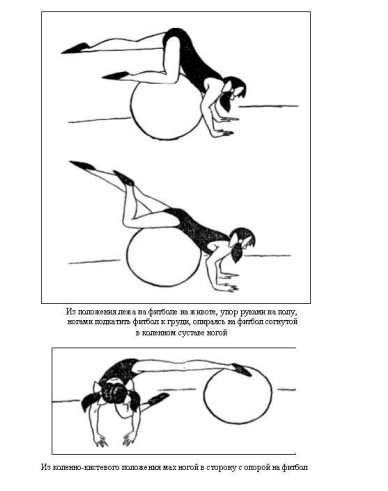 Из положения лежа на фитболе на животе, упор руками на полу,
ногами подкатить фитбол к груди, опираясь на фитбол согнутой
в коленном суставе ногой
Из коленно-кистевого положения мах ногой в сторону с опорой на фитбол